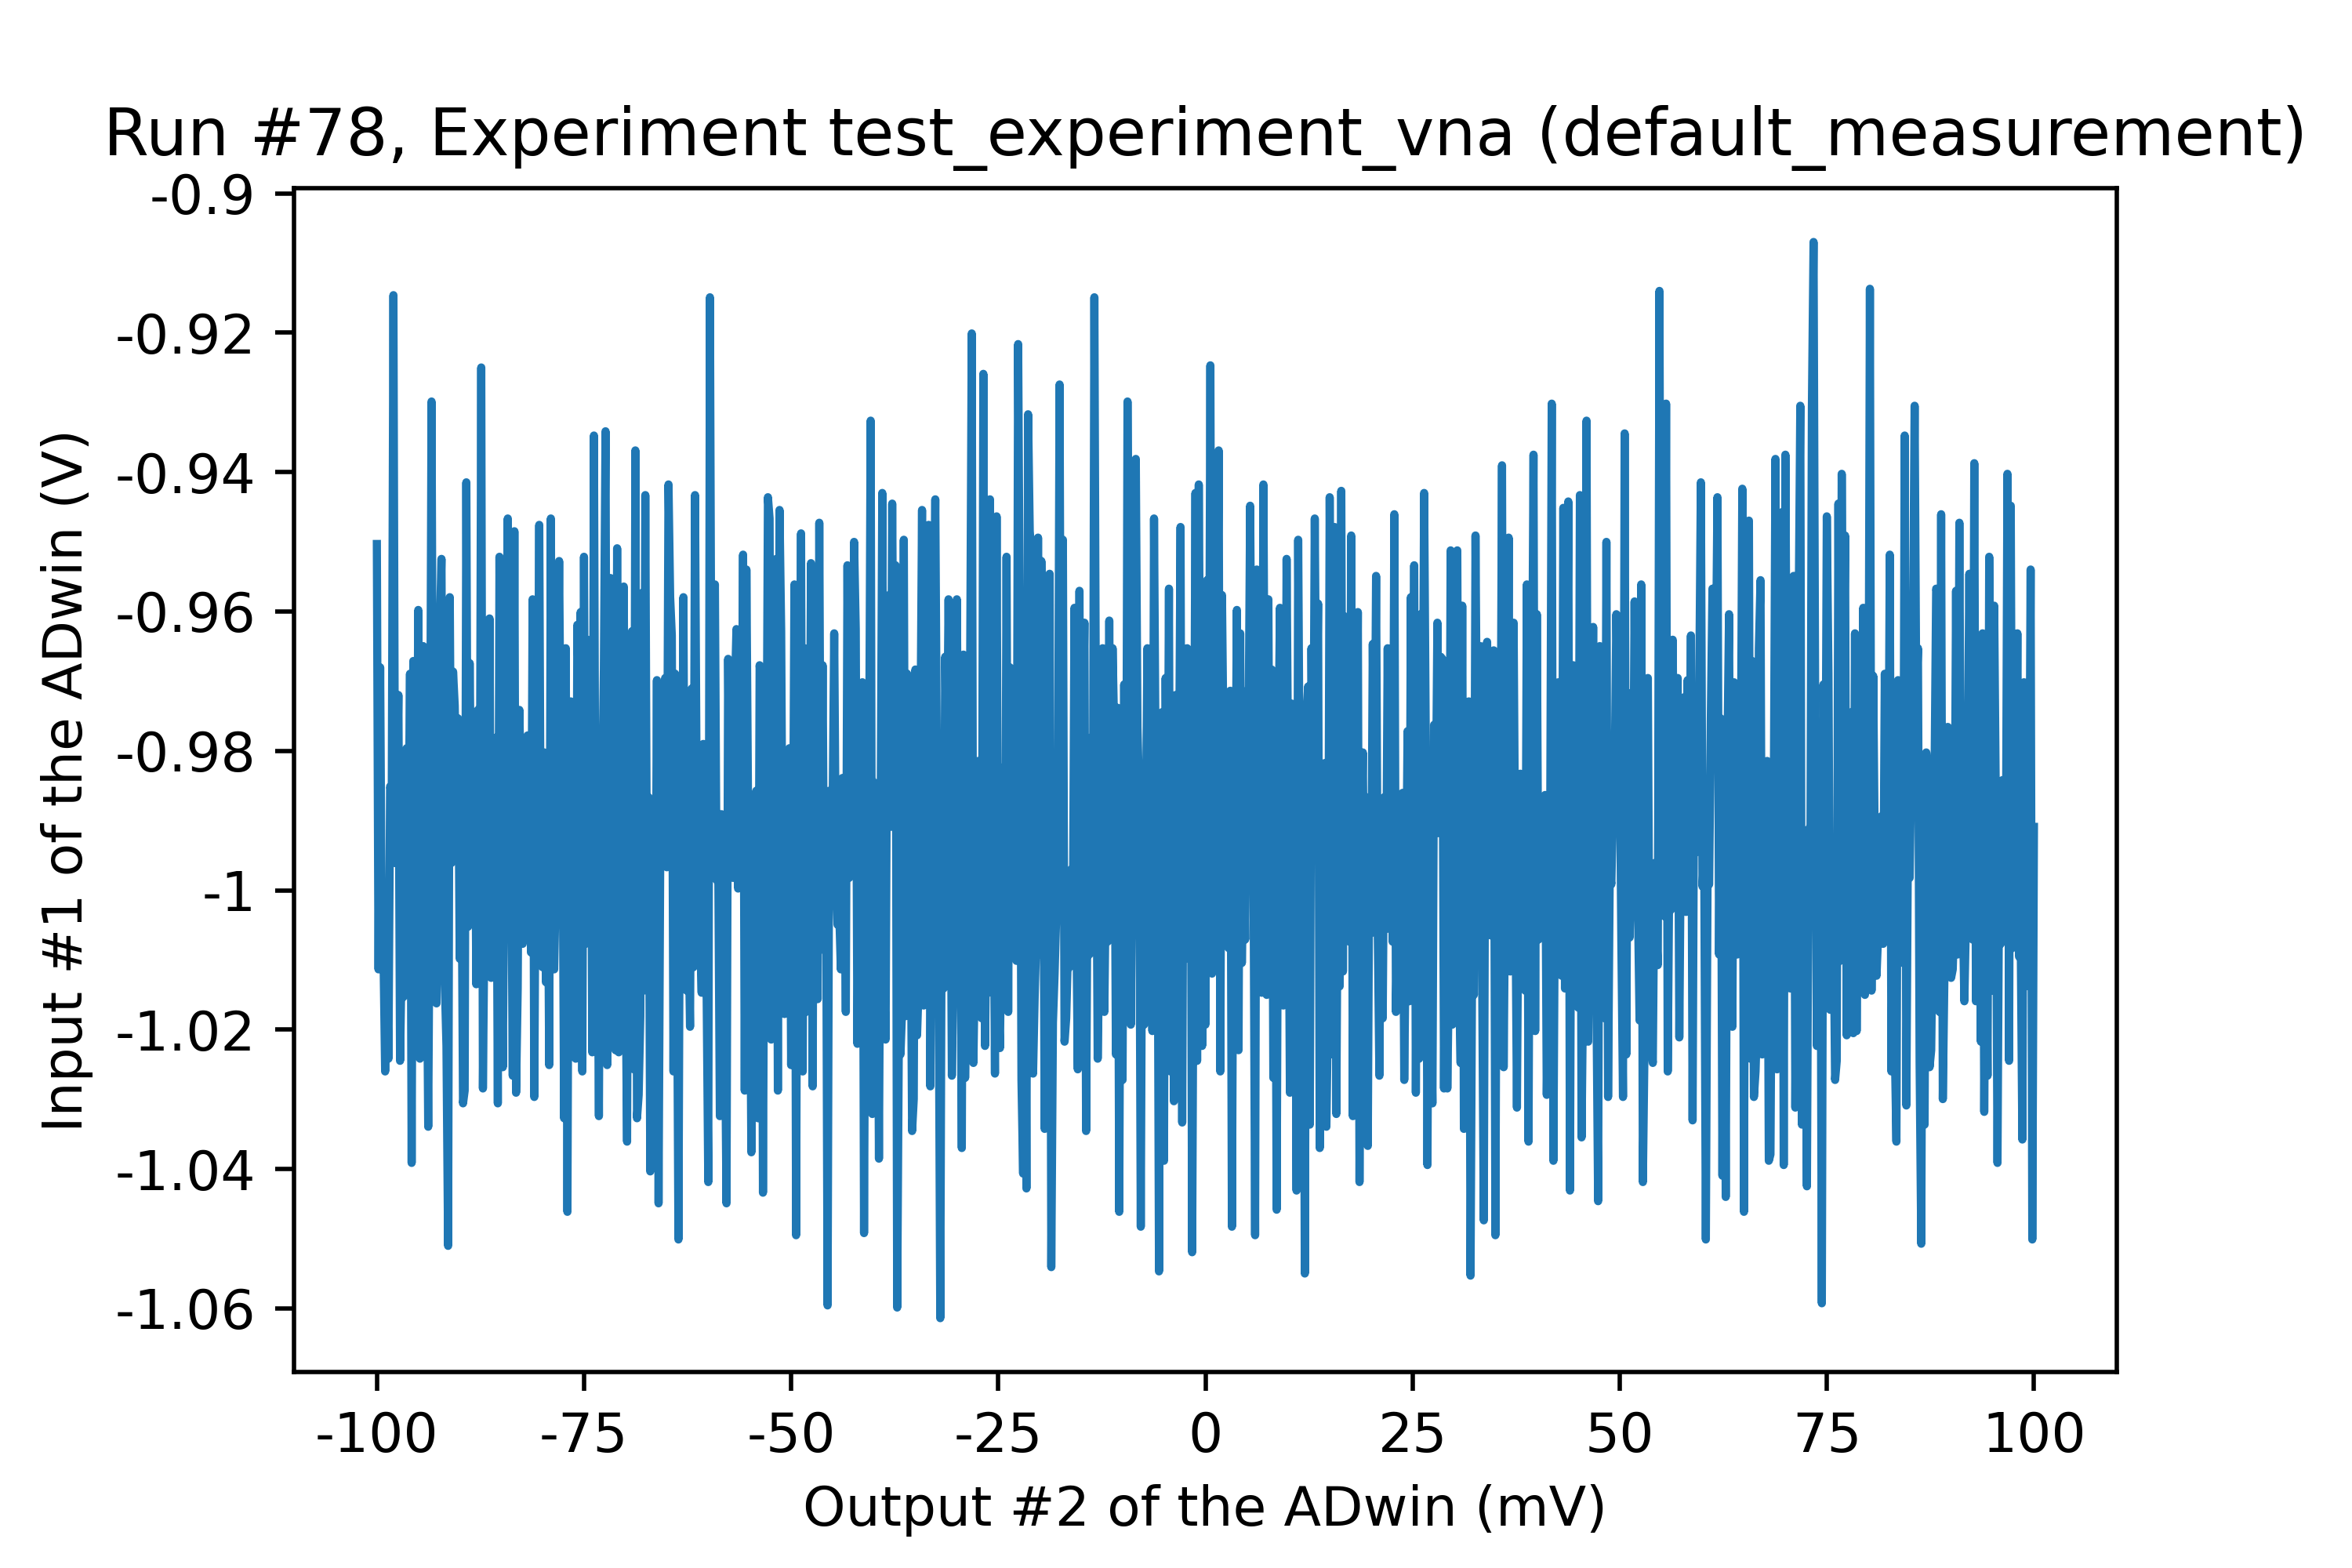 Run #78, Experiment test_experiment_vna (default_measurement)
-0.9
-0.92
-0.94
-0.96
-0.98
-1
-1.02
-1.04
-1.06
Input #1 of the ADwin (V)
-100 -75 -50 -25 0 25 50 75 100
Output #2 of the ADwin (mV)